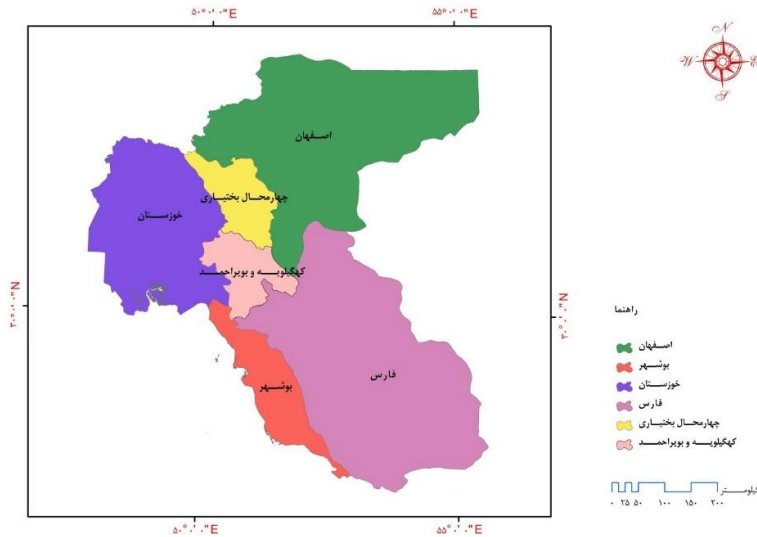 ۵۰°۰'۰"E
۵۵°۰'۰"E
N
W
E
S
اصفهان
چهارمحال بختیاری
خوزستان
کهگیلویه و بویراحمد
۳۰°۰'۰"N
۳۰°۰'۰"N
فارس
بوشهر
راهنما
اصفهان
بوشهر
خوزستان
فارس
چهارمحال بختیاری
کهگیلویه و بویراحمد
کیلومتر
۰ ۲۵ ۵۰ ۱۰۰ ۱۵۰ ۲۰۰
۵۰°۰'۰"E
۵۵°۰'۰"E